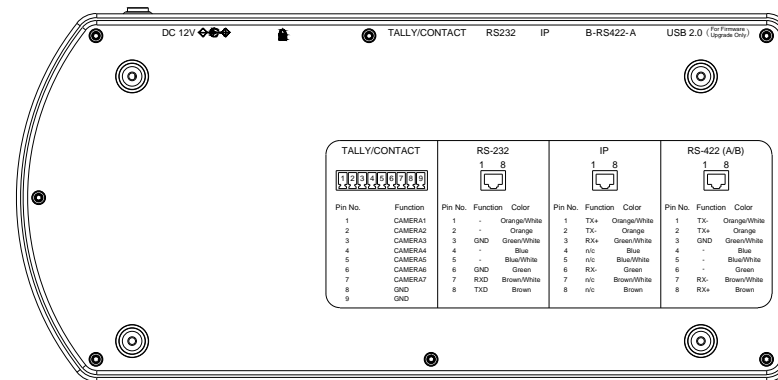 DC 12V TALLY/CONTACT RS232 IP B-RS422-A USB 2.0 (For Firmware Upgrade Only)
TALLY/CONTACT RS-232 IP RS-422 (A/B)
1 8 1 8 1 8
1 2 3 4 5 6 7 8 9
Pin No. Function Pin No. Function Color Pin No. Function Color Pin No. Function Color
1 CAMERA1 1 - Orange/White 1 TX+ Orange/White 1 TX- Orange/White
2 CAMERA2 2 - Orange 2 TX- Orange 2 TX+ Orange
3 CAMERA3 3 GND Green/White 3 RX+ Green/White 3 GND Green/White
4 CAMERA4 4 - Blue 4 n/c Blue 4 - Blue
5 CAMERA5 5 - Blue/White 5 n/c Blue/White 5 - Blue/White
6 CAMERA6 6 GND Green 6 RX- Green 6 - Green
7 CAMERA7 7 RXD Brown/White 7 n/c Brown/White 7 RX- Brown/White
8 GND 8 TXD Brown 8 n/c Brown 8 RX+ Brown
9 GND